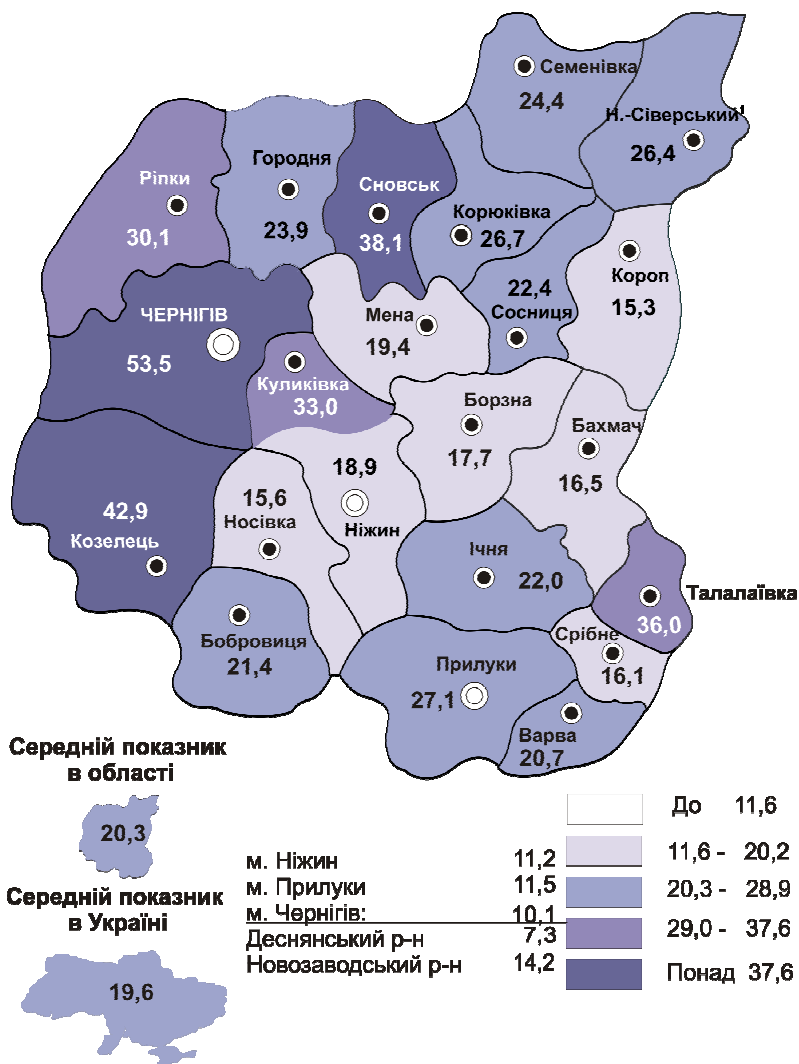 Семенівка
24,4
Н.-Сіверський
26,4
Городня
23,9
Ріпки
30,1
Сновськ
38,1
Корюківка
26,7
Короп
15,3
22,4
Сосниця
Мена
19,4
ЧЕРНІГІВ
53,5
Куликівка
33,0
Борзна
17,7
Бахмач
16,5
18,9
Ніжин
15,6
Носівка
42,9
Козелець
Ічня
22,0
Талалаївка
36,0
Срібне
16,1
Бобровиця
21,4
Прилуки
27,1
Варва
20,7
Середній показник
в області
20,3
Середній показник
в Україні
19,6
м. Ніжин 11,2
м. Прилуки 11,5
м. Чернігів: 10,1
Деснянський р-н 7,3
Новозаводський р-н 14,2
До 11,6
11,6 - 20,2
20,3 - 28,9
29,0 - 37,6
Понад 37,6